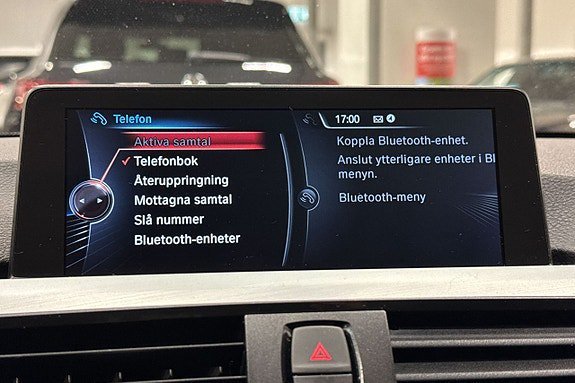 Telefon
Aktiva samtal
Telefonbok
Återuppringning
Mottagna samtal
Slå nummer
Bluetooth-enheter
17:00
Koppla Bluetooth-enhet.
Anslut ytterligare enheter i Bl
menyn.
Bluetooth-meny